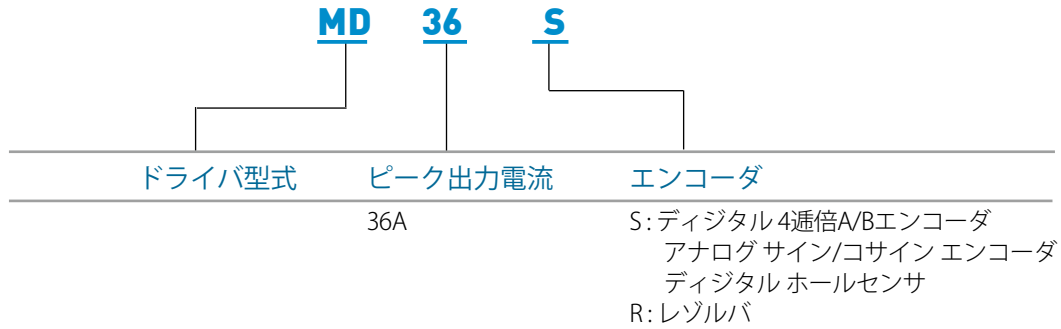 MD 36 S
ドライバ型式 ピーク出力電流 エンコーダ
36A S : ディジタル 4逓倍A/Bエンコーダ
アナログ サイン/コサイン エンコーダ
ディジタル ホールセンサ
R : レゾルバ